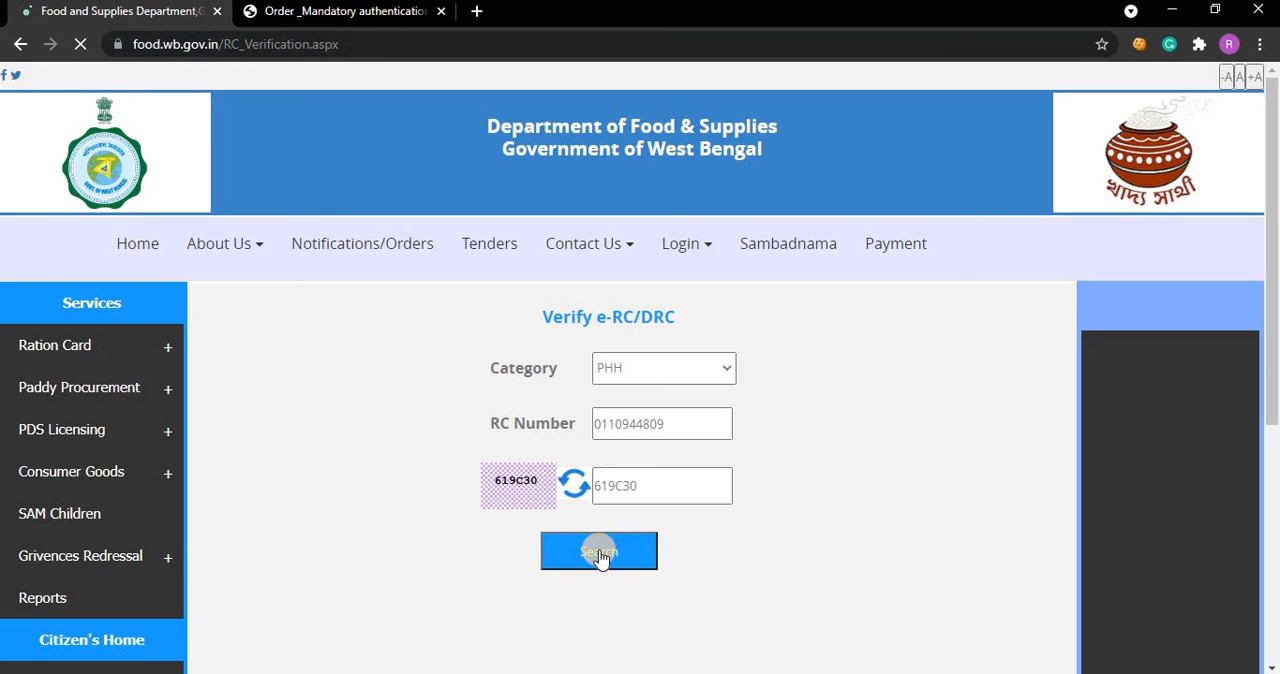 Food and Supplies Department,G
Order _Mandatory authentication
food.wb.gov.in/RC_Verification.aspx
R
-A A +A
Department of Food & Supplies
Government of West Bengal
খাদ্য সাথী
Home About Us Notifications/Orders Tenders Contact Us Login Sambadnama Payment
Services
Ration Card +
Paddy Procurement +
PDS Licensing +
Consumer Goods +
SAM Children
Grivences Redressal +
Reports
Citizen's Home
Verify e-RC/DRC
Category PHH
RC Number 0110944809
619C30 619C30
Search